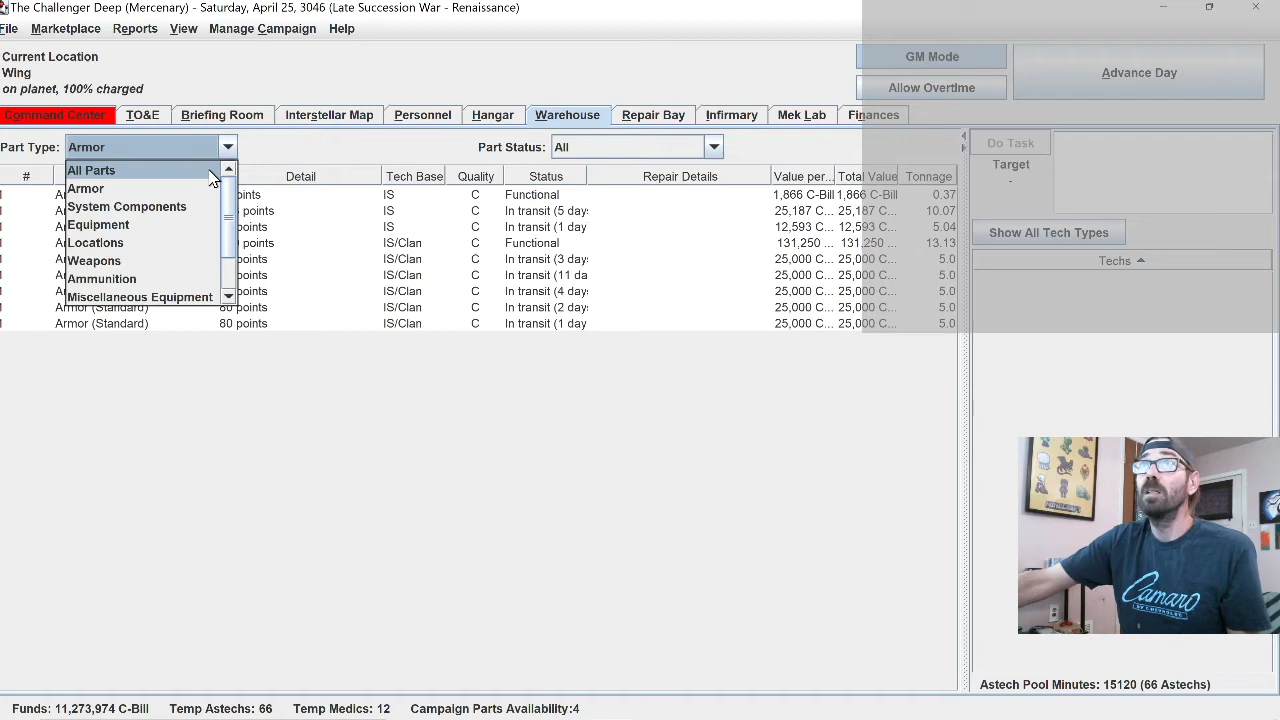 The Challenger Deep (Mercenary) - Saturday, April 25, 3046 (Late Succession War - Renaissance)
File Marketplace Reports View Manage Campaign Help
Current Location
Wing
on planet, 100% charged
GM Mode
Allow Overtime
Advance Day
Command Center TO&E Briefing Room Interstellar Map Personnel Hangar Warehouse Repair Bay Infirmary Mek Lab Finances
Part Type: Armor Part Status: All
All Parts
Armor
System Components
Equipment
Locations
Weapons
Ammunition
Miscellaneous Equipment
# Detail Tech Base Quality Status Repair Details Value per... Total Value Tonnage
points IS C Functional 1,866 C-Bill 1,866 C-Bill 0.37
points IS C In transit (5 day 25,187 C... 25,187 C... 10.07
points IS C In transit (1 day 12,593 C... 12,593 C... 5.04
points IS/Clan C Functional 131,250 ... 131,250 ... 13.13
points IS/Clan C In transit (3 day 25,000 C... 25,000 C... 5.0
points IS/Clan C In transit (11 da 25,000 C... 25,000 C... 5.0
points IS/Clan C In transit (4 day 25,000 C... 25,000 C... 5.0
Armor (Standard) 80 points IS/Clan C In transit (2 day 25,000 C... 25,000 C... 5.0
Armor (Standard) 80 points IS/Clan C In transit (1 day 25,000 C... 25,000 C... 5.0
Do Task
Target
-
Show All Tech Types
Techs
Camaro
BY CHEVROLET
Astech Pool Minutes: 15120 (66 Astechs)
Funds: 11,273,974 C-Bill Temp Astechs: 66 Temp Medics: 12 Campaign Parts Availability:4